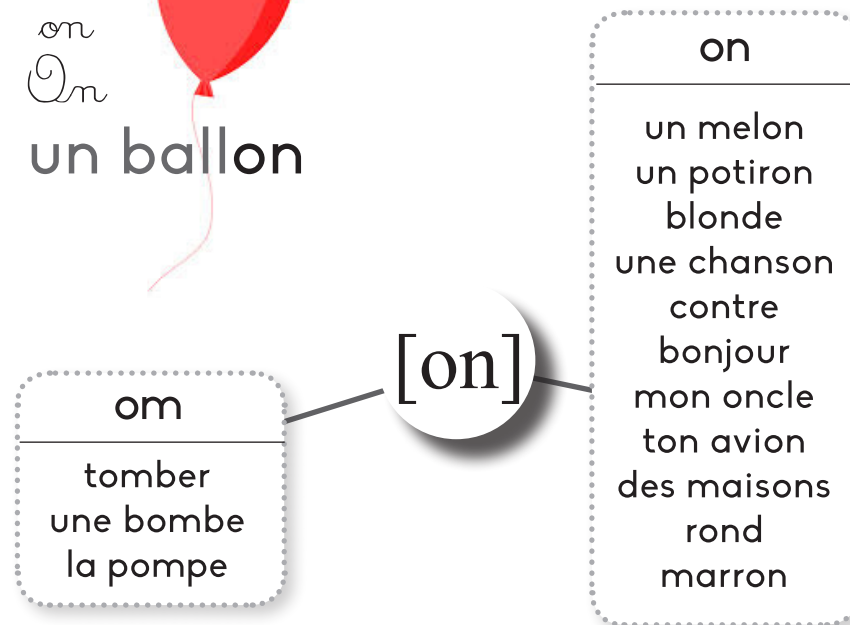 on
On
un ballon
[on]
om
tomber
une bombe
la pompe
on
un melon
un potiron
blonde
une chanson
contre
bonjour
mon oncle
ton avion
des maisons
rond
marron